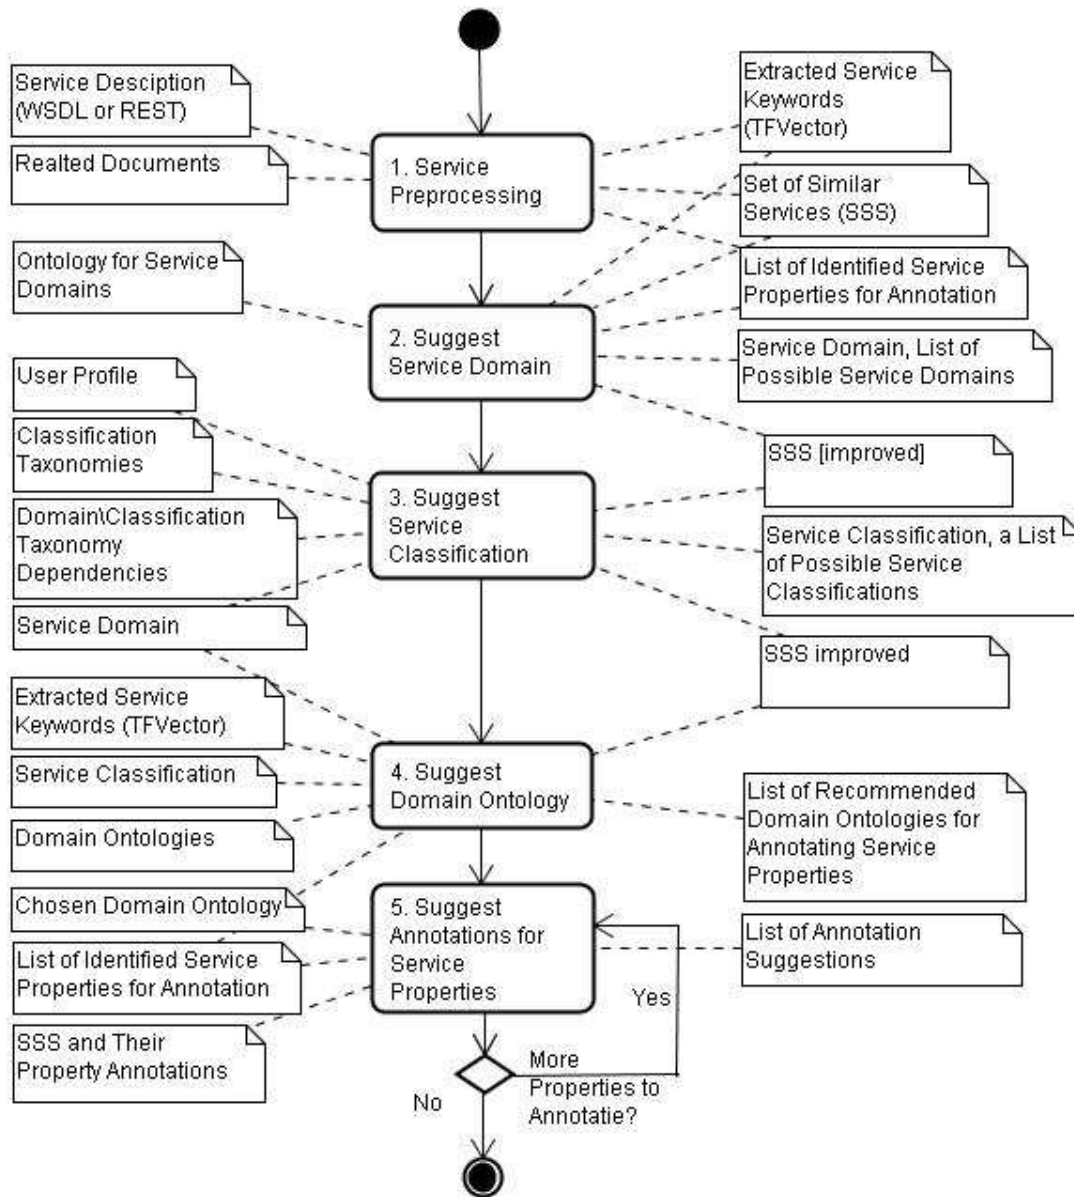 Service Desciption
(WSDL or REST)
Realted Documents
Ontology for Service
Domains
User Profile
Classification
Taxonomies
Domain\Classification
Taxonomy
Dependencies
Service Domain
Extracted Service
Keywords (TFVector)
Service Classification
Domain Ontologies
Chosen Domain Ontology
List of Identified Service
Properties for Annotation
SSS and Their
Property Annotations
1. Service
Preprocessing
2. Suggest
Service Domain
3. Suggest
Service
Classification
4. Suggest
Domain Ontology
5. Suggest
Annotations for
Service
Properties
More
Properties to
Annotatie?
Yes
No
Extracted Service
Keywords
(TFVector)
Set of Similar
Services (SSS)
List of Identified Service
Properties for Annotation
Service Domain, List of
Possible Service Domains
SSS [improved]
Service Classification, a List
of Possible Service
Classifications
SSS improved
List of Recommended
Domain Ontologies for
Annotating Service
Properties
List of Annotation
Suggestions